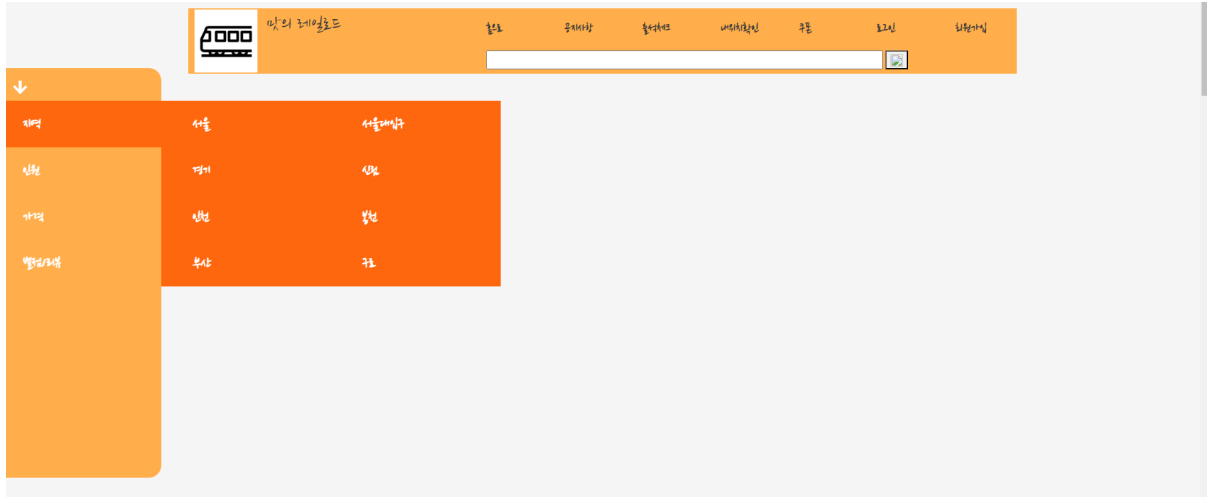 맛의 레일로드
홈으로 공지사항 출석체크 내위치확인 쿠폰 로그인 회원가입
지역 서울 서울대입구
인원 경기 신림
가격 인천 봉천
별점/리뷰 부산 구로